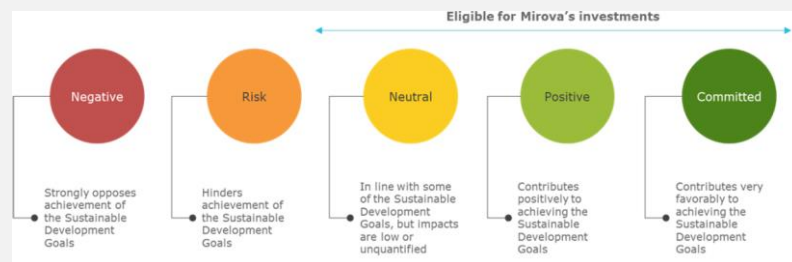 Eligible for Mirova's investments
Negative
Risk
Neutral
Positive
Committed
Strongly opposes
achievement of
the Sustainable
Development
Goals
Hinders
achievement of
the Sustainable
Development
Goals
In line with some
of the Sustainable
Development
Goals, but impacts
are low or
unquantified
Contributes
positively to
achieving the
Sustainable
Development
Goals
Contributes very
favorably to
achieving the
Sustainable
Development
Goals